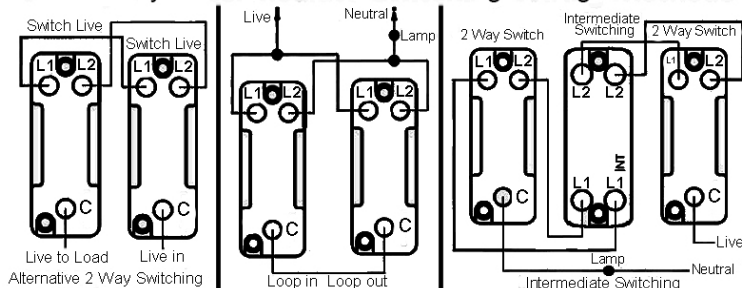 Switch Live
Switch Live
L1 L2
L1 L2
C
C
Live to Load
Live in
Alternative 2 Way Switching
Live
Neutral
Lamp
L1 L2
L1 L2
C
C
Loop in Loop out
2 Way Switch
Intermediate
Switching
2 Way Switch
L1 L2
L2 L2
L1 L2
INT
L1 L1
C
C
Live
Lamp
Neutral
Intermediate Switching